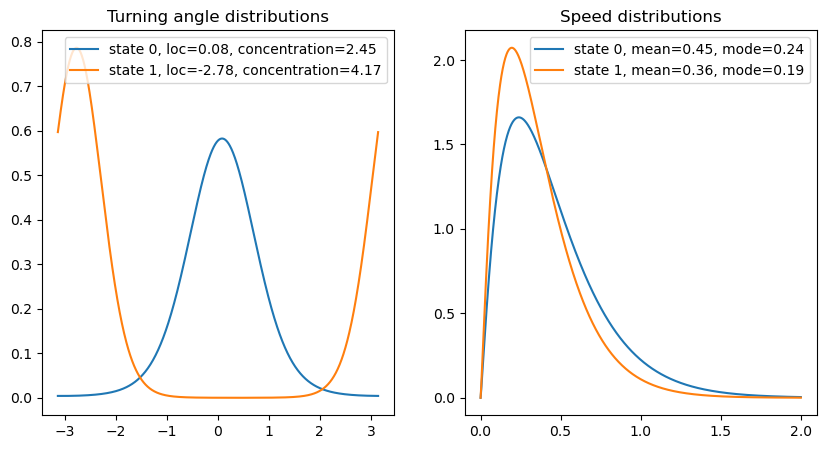 Turning angle distributions
state 0, loc=0.08, concentration=2.45
state 1, loc=-2.78, concentration=4.17
0.8
0.7
0.6
0.5
0.4
0.3
0.2
0.1
0.0
−3 −2 −1 0 1 2 3
Speed distributions
state 0, mean=0.45, mode=0.24
state 1, mean=0.36, mode=0.19
2.0
1.5
1.0
0.5
0.0
0.0 0.5 1.0 1.5 2.0